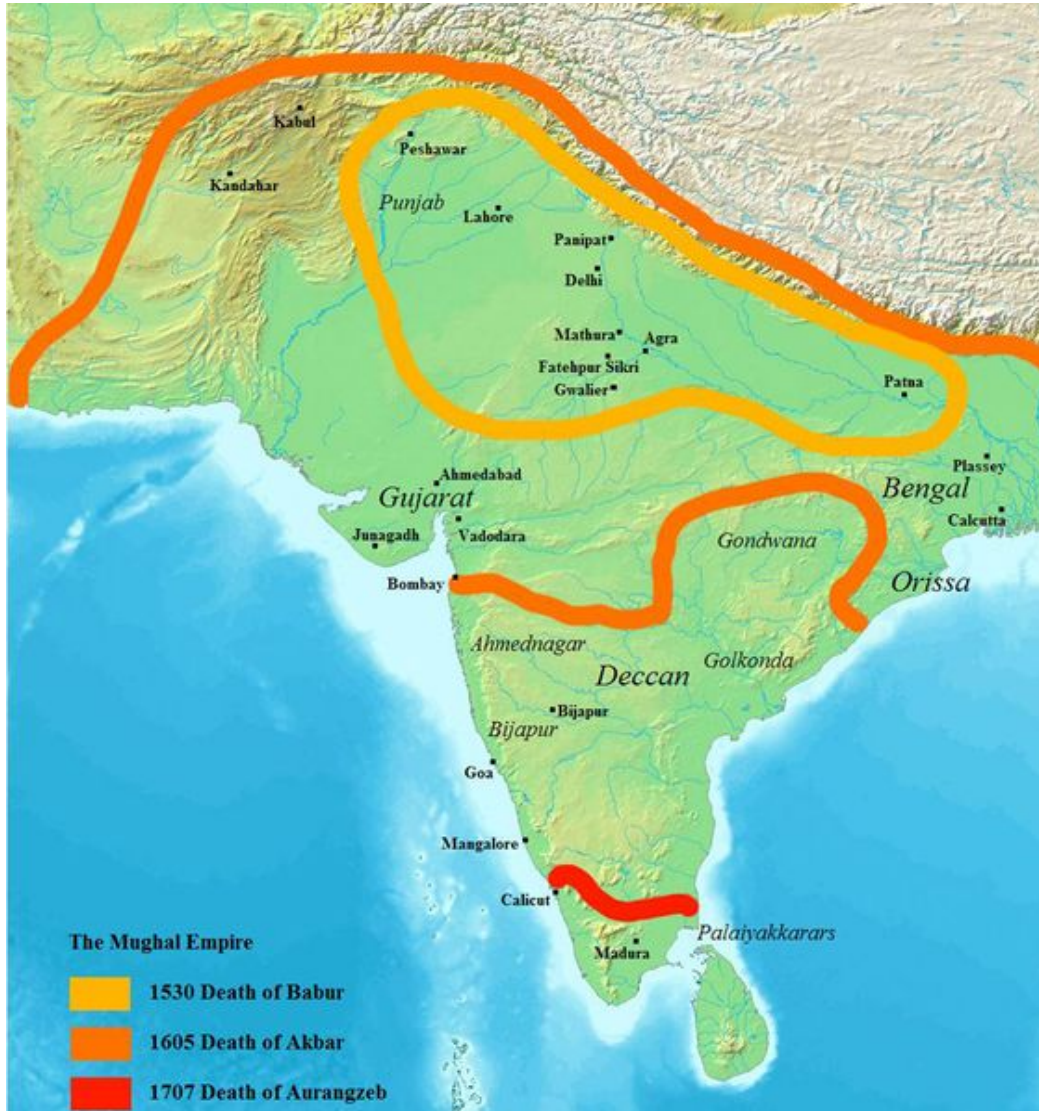 Kabul
Peshawar
Kandahar
Punjab
Lahore
Panipat
Delhi
Mathura
Agra
Fatehpur Sikri
Gwalier
Patna
Plassey
Ahmedabad
Gujarat
Bengal
Calcutta
Junagadh
Vadodara
Gondwana
Bombay
Orissa
Ahmednagar
Golkonda
Deccan
Bijapur
Bijapur
Goa
Mangalore
Calicut
Palaiyakkarars
Madura
The Mughal Empire
1530 Death of Babur
1605 Death of Akbar
1707 Death of Aurangzeb